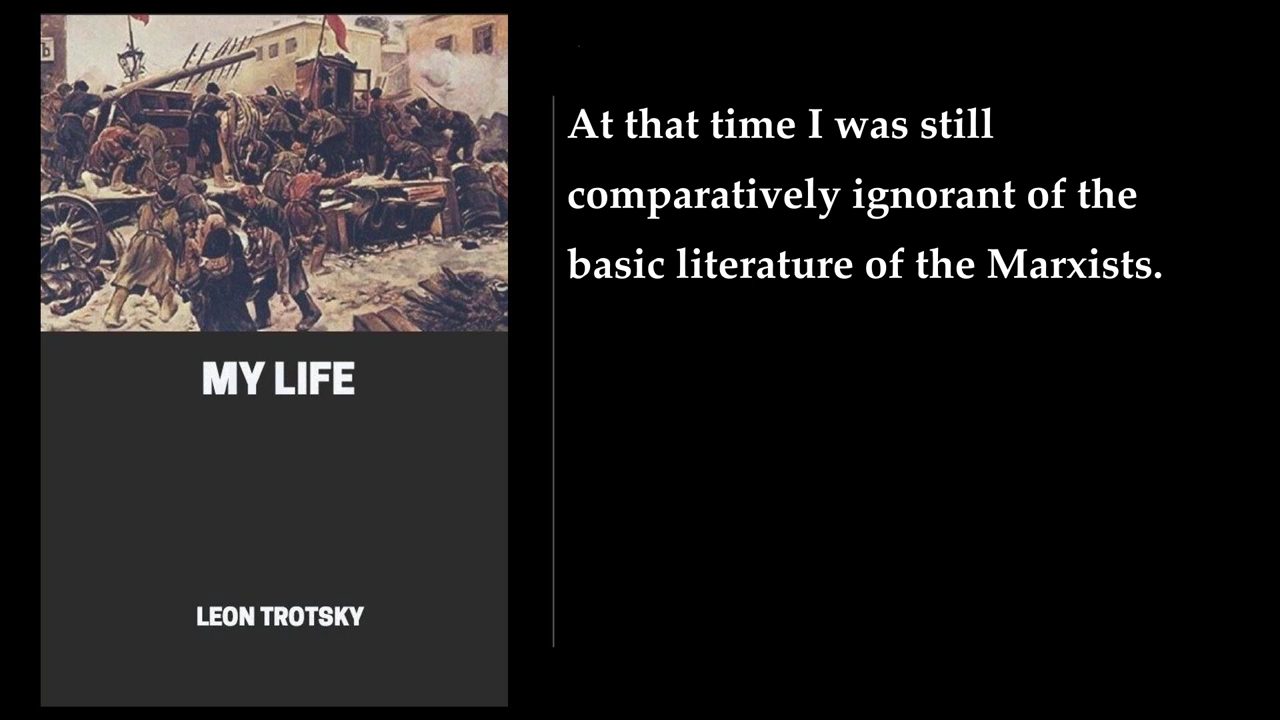 MY LIFE
LEON TROTSKY
At that time I was still
comparatively ignorant of the
basic literature of the Marxists.